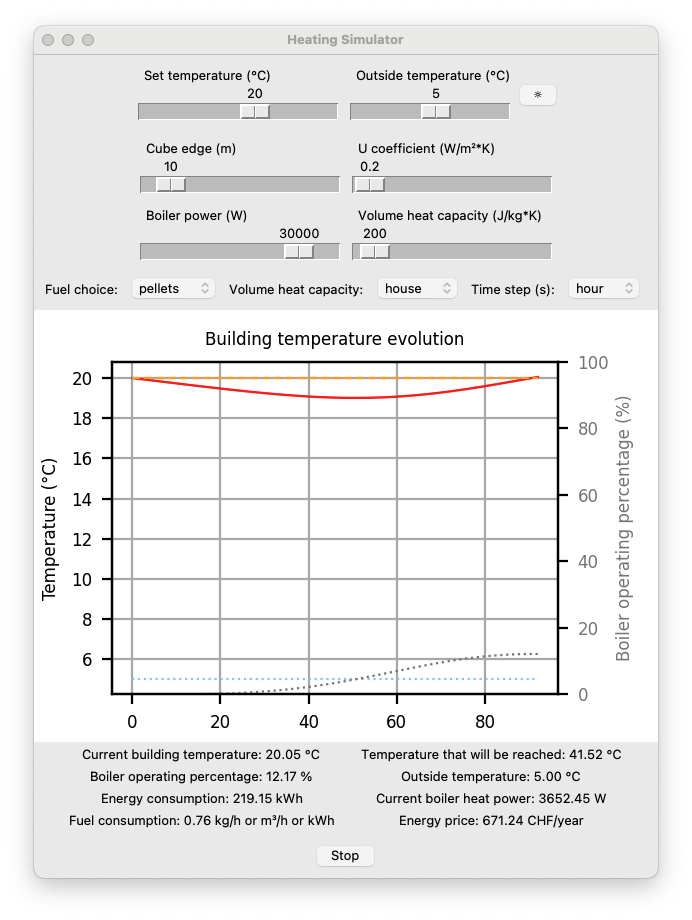 Heating Simulator
Set temperature (°C) Outside temperature (°C)
20 5
☼
Cube edge (m) U coefficient (W/m²*K)
10 0.2
Boiler power (W) Volume heat capacity (J/kg*K)
30000 200
Fuel choice: pellets Volume heat capacity: house Time step (s): hour
Building temperature evolution
Temperature (°C)
20
18
16
14
12
10
8
6
100
80
60
40
20
0
Boiler operating percentage (%)
0 20 40 60 80
Current building temperature: 20.05 °C Temperature that will be reached: 41.52 °C
Boiler operating percentage: 12.17 % Outside temperature: 5.00 °C
Energy consumption: 219.15 kWh Current boiler heat power: 3652.45 W
Fuel consumption: 0.76 kg/h or m³/h or kWh Energy price: 671.24 CHF/year
Stop